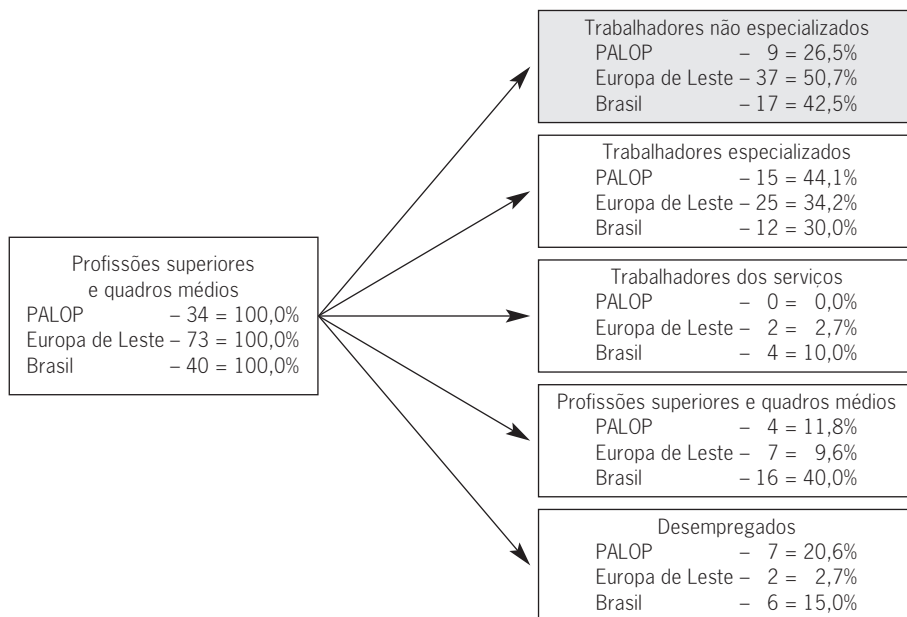 Profissões superiores
e quadros médios
PALOP – 34 = 100,0%
Europa de Leste – 73 = 100,0%
Brasil – 40 = 100,0%
Trabalhadores não especializados
PALOP – 9 = 26,5%
Europa de Leste – 37 = 50,7%
Brasil – 17 = 42,5%
Trabalhadores especializados
PALOP – 15 = 44,1%
Europa de Leste – 25 = 34,2%
Brasil – 12 = 30,0%
Trabalhadores dos serviços
PALOP – 0 = 0,0%
Europa de Leste – 2 = 2,7%
Brasil – 4 = 10,0%
Profissões superiores e quadros médios
PALOP – 4 = 11,8%
Europa de Leste – 7 = 9,6%
Brasil – 16 = 40,0%
Desempregados
PALOP – 7 = 20,6%
Europa de Leste – 2 = 2,7%
Brasil – 6 = 15,0%